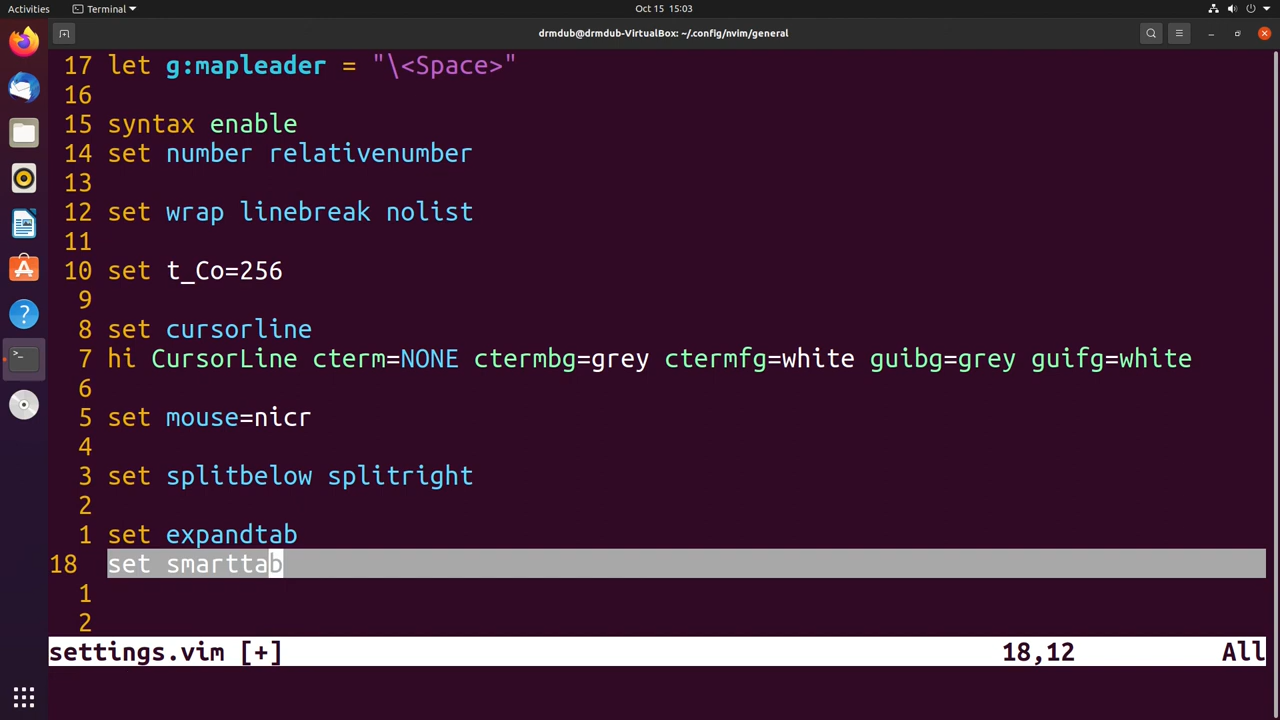 Activities
Terminal
Oct 15 15:03
drmdub@drmdub-VirtualBox: ~/.config/nvim/general
17 let g:mapleader = "\<Space>"
16
15 syntax enable
14 set number relativenumber
13
12 set wrap linebreak nolist
11
10 set t_Co=256
9
8 set cursorline
7 hi CursorLine cterm=NONE ctermbg=grey ctermfg=white guibg=grey guifg=white
6
5 set mouse=nicr
4
3 set splitbelow splitright
2
1 set expandtab
18 set smarttab
1
2
settings.vim [+] 18,12 All